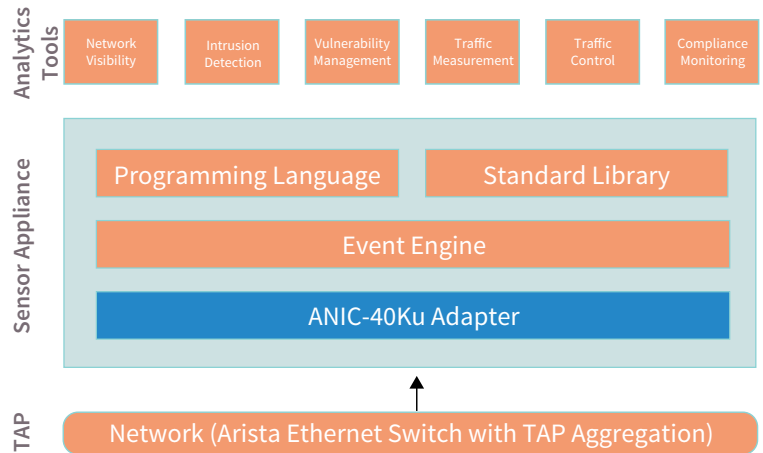 Analytics
Tools
Network
Visibility
Intrusion
Detection
Vulnerability
Management
Traffic
Measurement
Traffic
Control
Compliance
Monitoring
Sensor Appliance
Programming Language
Standard Library
Event Engine
ANIC-40Ku Adapter
TAP
Network (Arista Ethernet Switch with TAP Aggregation)